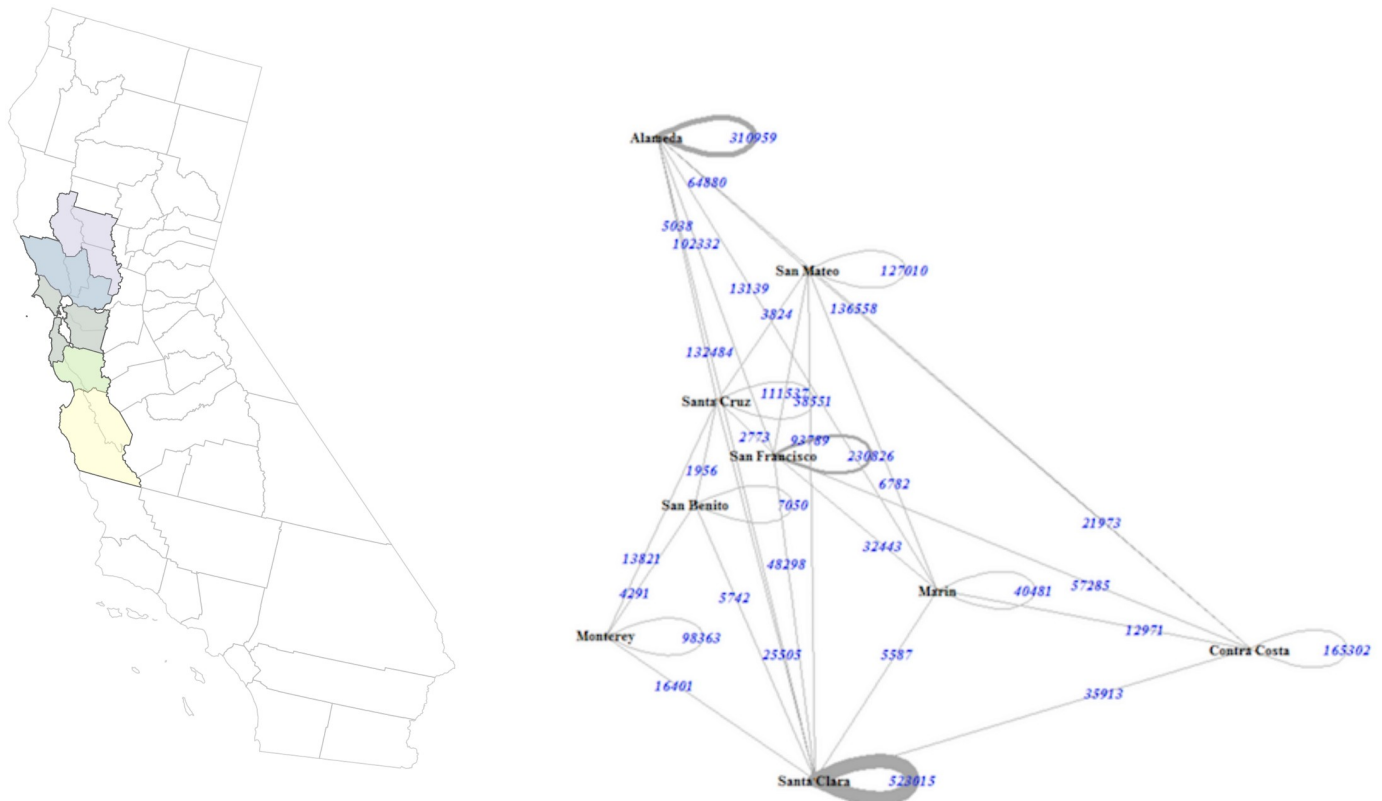 Alameda 310959
64880
5038
102332
San Mateo 127010
13139
136558
3824
132484
111537
58551
Santa Cruz
2773
93789
San Francisco 230826
1956
6782
San Benito 7050
21973
32443
13821
48298
57285
4291
5742
Marin 40481
12971
Monterey 98363
25505
5587
Contra Costa 165302
16401
35913
Santa Clara 523015